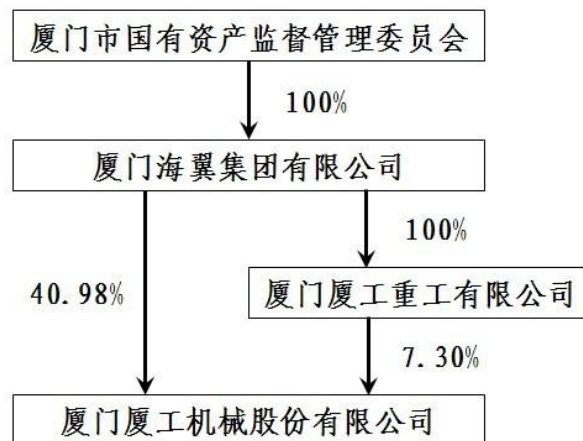 厦门市国有资产监督管理委员会
100%
厦门海翼集团有限公司
100%
40.98%
厦门厦工重工有限公司
7.30%
厦门厦工机械股份有限公司